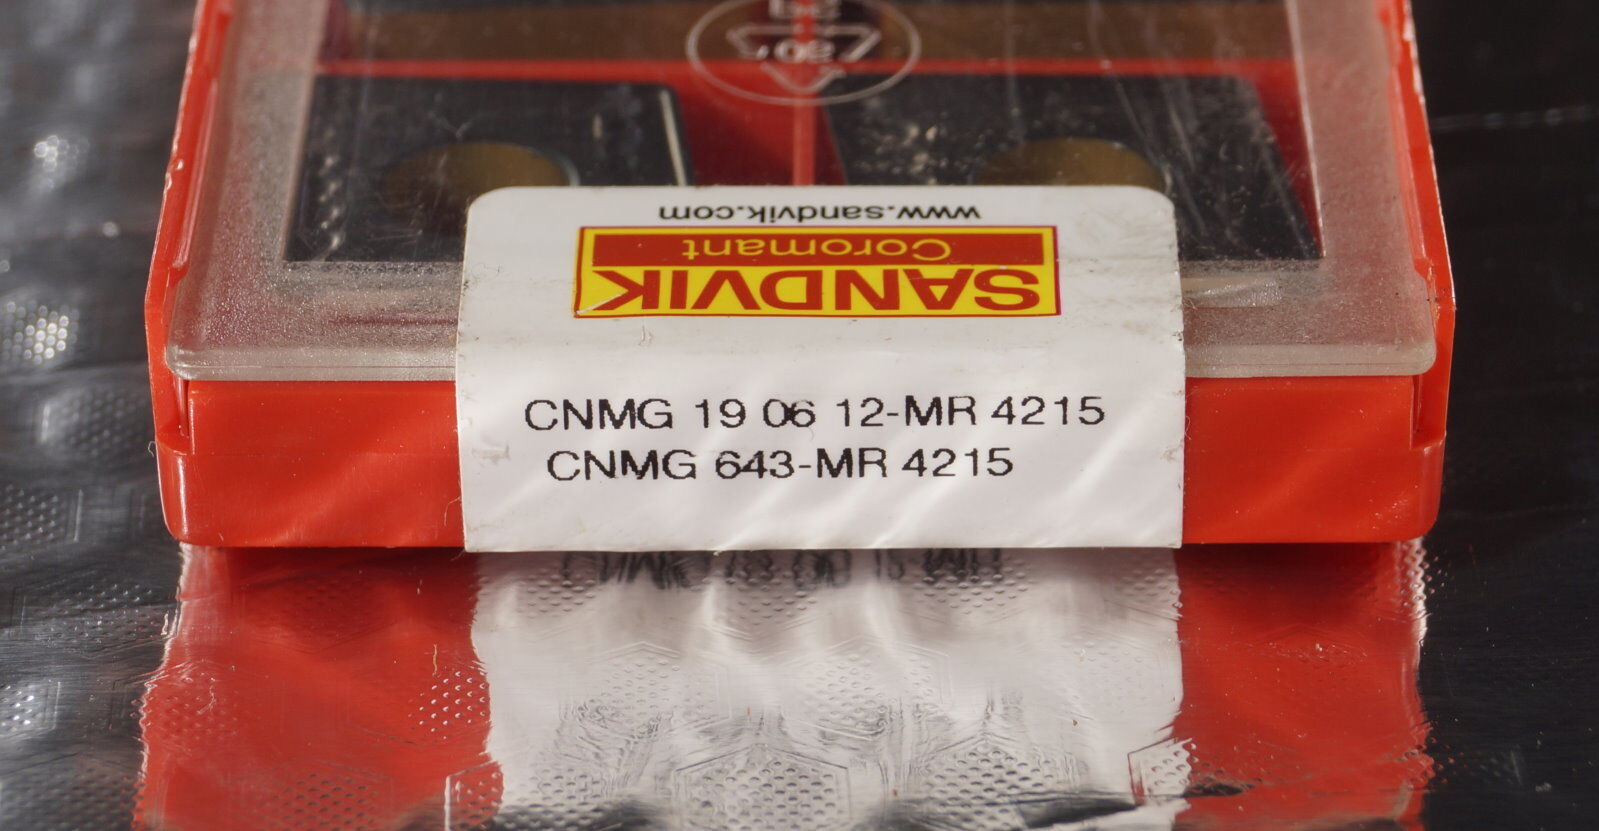 www.sandvik.com
Coromant
SANDVIK
CNMG 19 06 12-MR 4215
CNMG 643-MR 4215